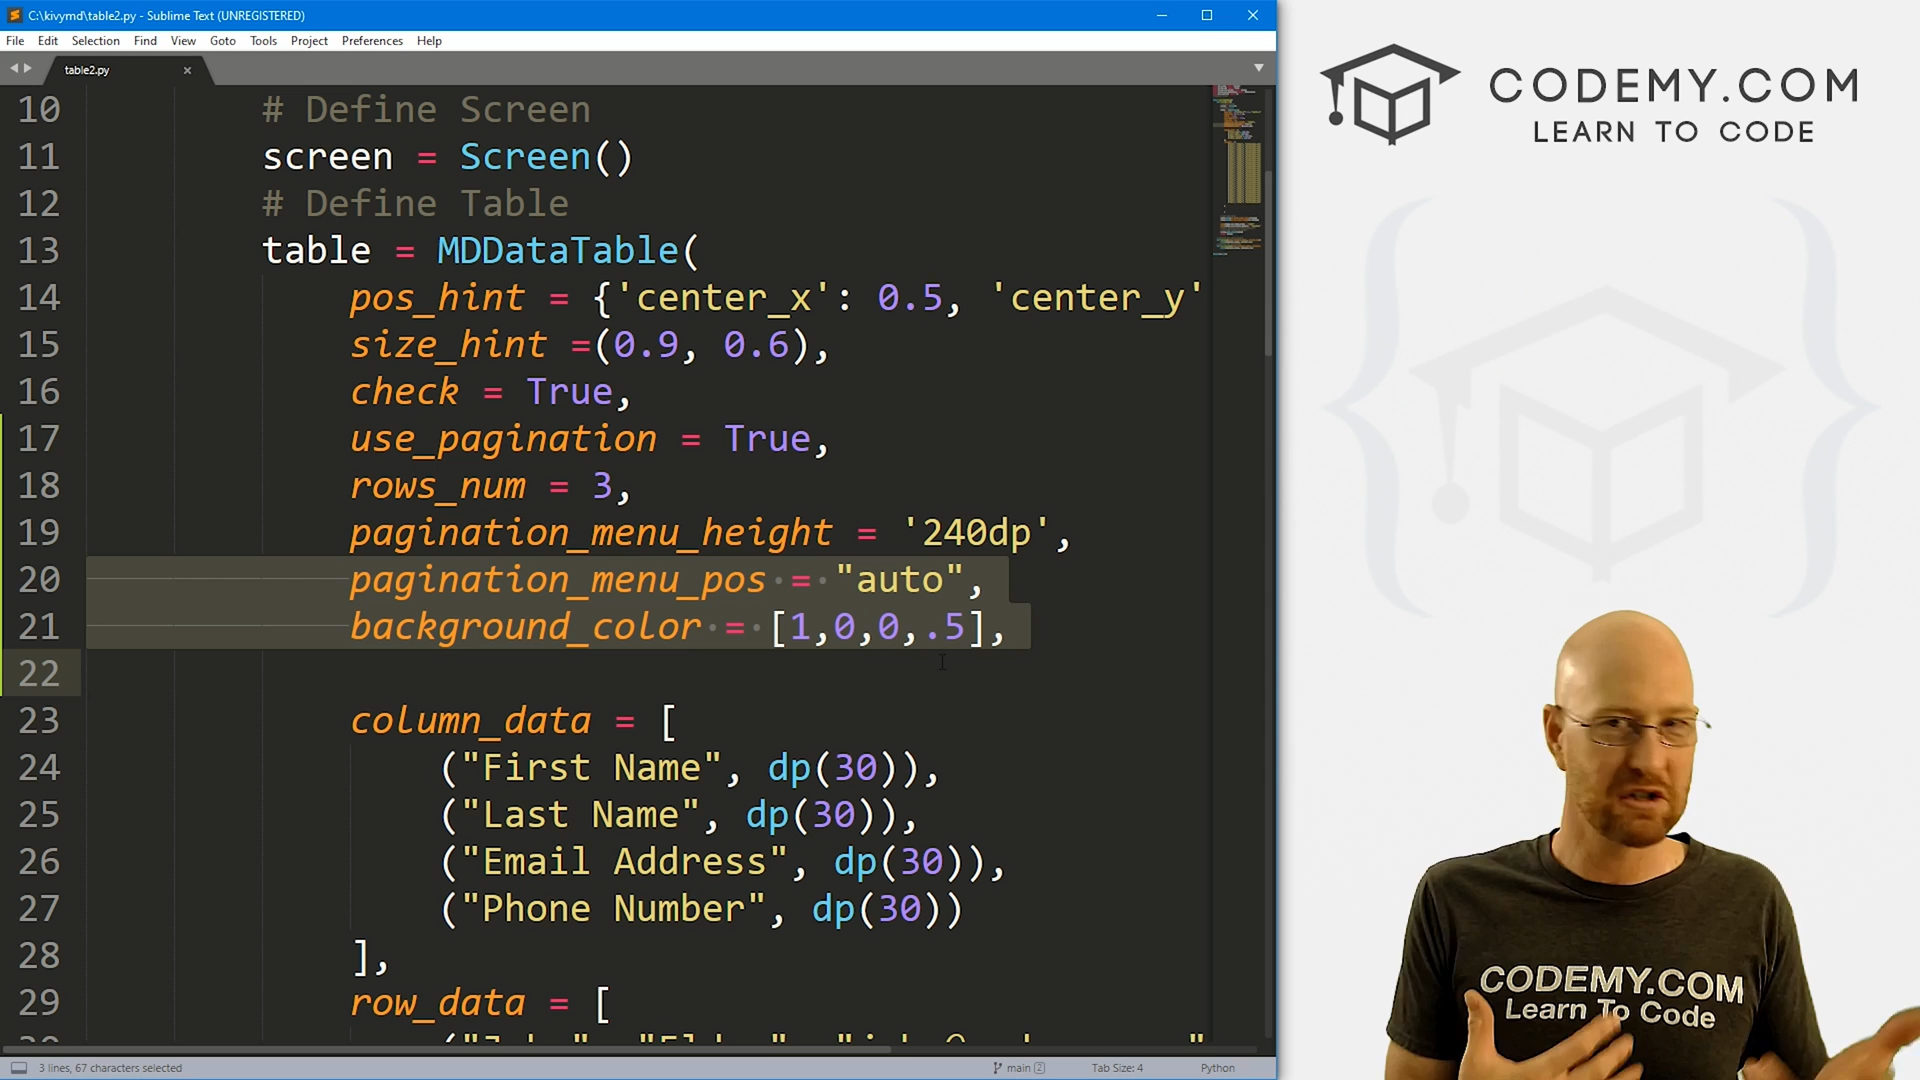 C:\kivymd\table2.py - Sublime Text (UNREGISTERED)
File Edit Selection Find View Goto Tools Project Preferences Help
table2.py
10 # Define Screen
11 screen = Screen()
12 # Define Table
13 table = MDDataTable(
14 pos_hint = {'center_x': 0.5, 'center_y'
15 size_hint =(0.9, 0.6),
16 check = True,
17 use_pagination = True,
18 rows_num = 3,
19 pagination_menu_height = '240dp',
20 pagination_menu_pos = "auto",
21 background_color = [1,0,0,.5],
22
23 column_data = [
24 ("First Name", dp(30)),
25 ("Last Name", dp(30)),
26 ("Email Address", dp(30)),
27 ("Phone Number", dp(30))
28 ],
29 row_data = [
3 lines, 67 characters selected
main 2
Tab Size: 4
Python
CODEMY.COM
LEARN TO CODE
CODEMY.COM
Learn To Code